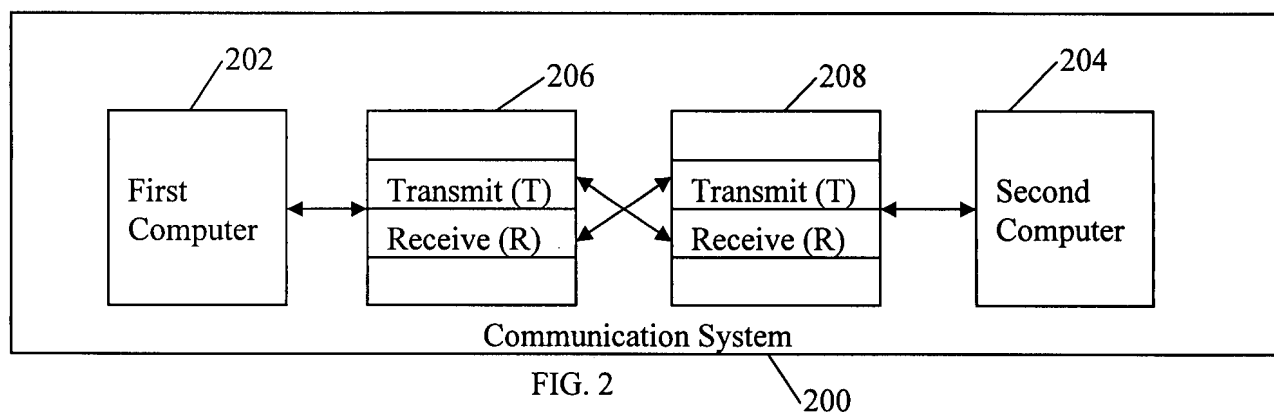 202
206
208
204
First
Computer
Transmit (T)
Receive (R)
Transmit (T)
Receive (R)
Second
Computer
Communication System
FIG. 2
200